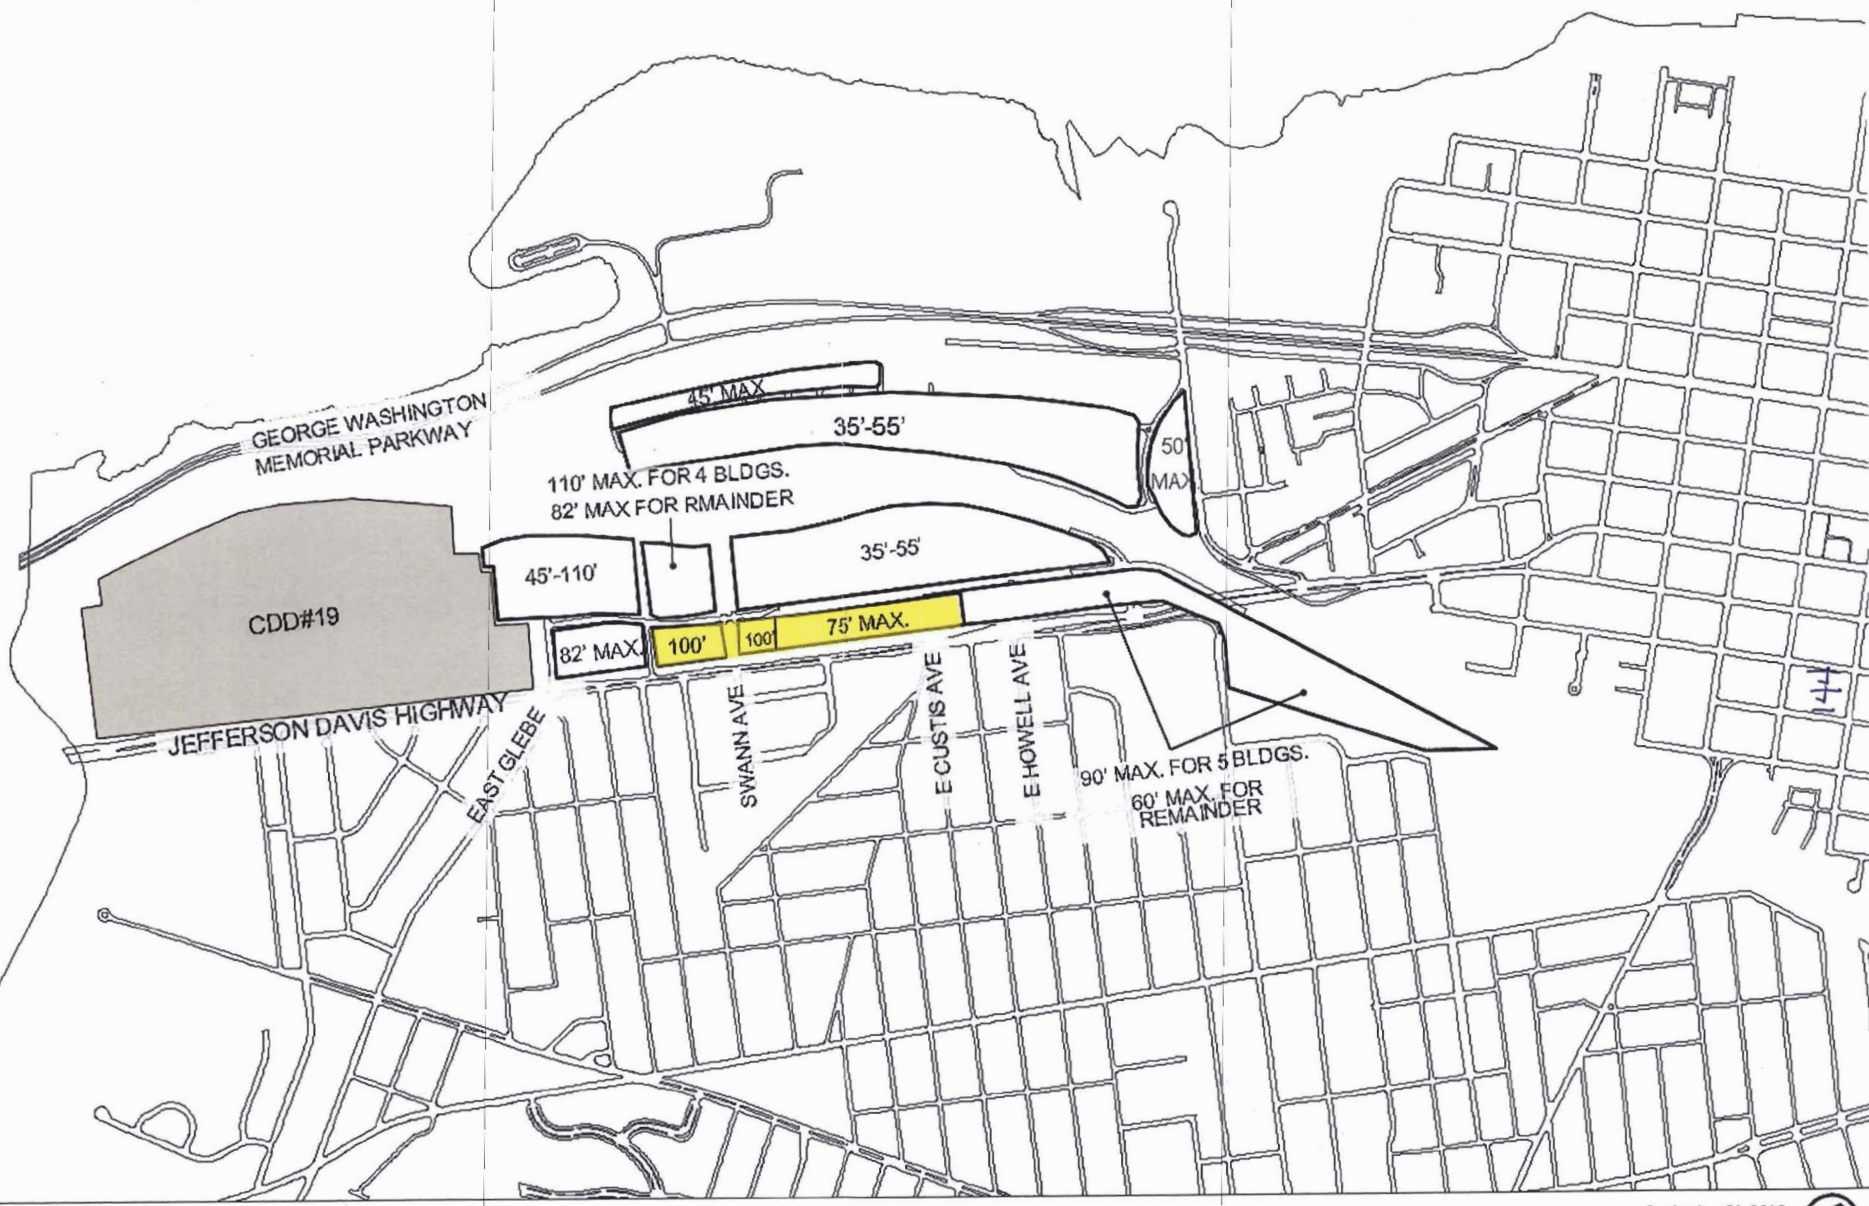 GEORGE WASHINGTON
MEMORIAL PARKWAY
45' MAX
35'-55'
50'
MAX
110' MAX. FOR 4 BLDGS.
82' MAX FOR RMAINDER
45'-110'
35'-55'
CDD#19
82' MAX.
100'
100'
75' MAX.
JEFFERSON DAVIS HIGHWAY
EAST GLEBE
SWANN AVE
E CUSTIS AVE
E HOWELL AVE
90' MAX. FOR 5 BLDGS.
60' MAX. FOR
REMAINDER
144